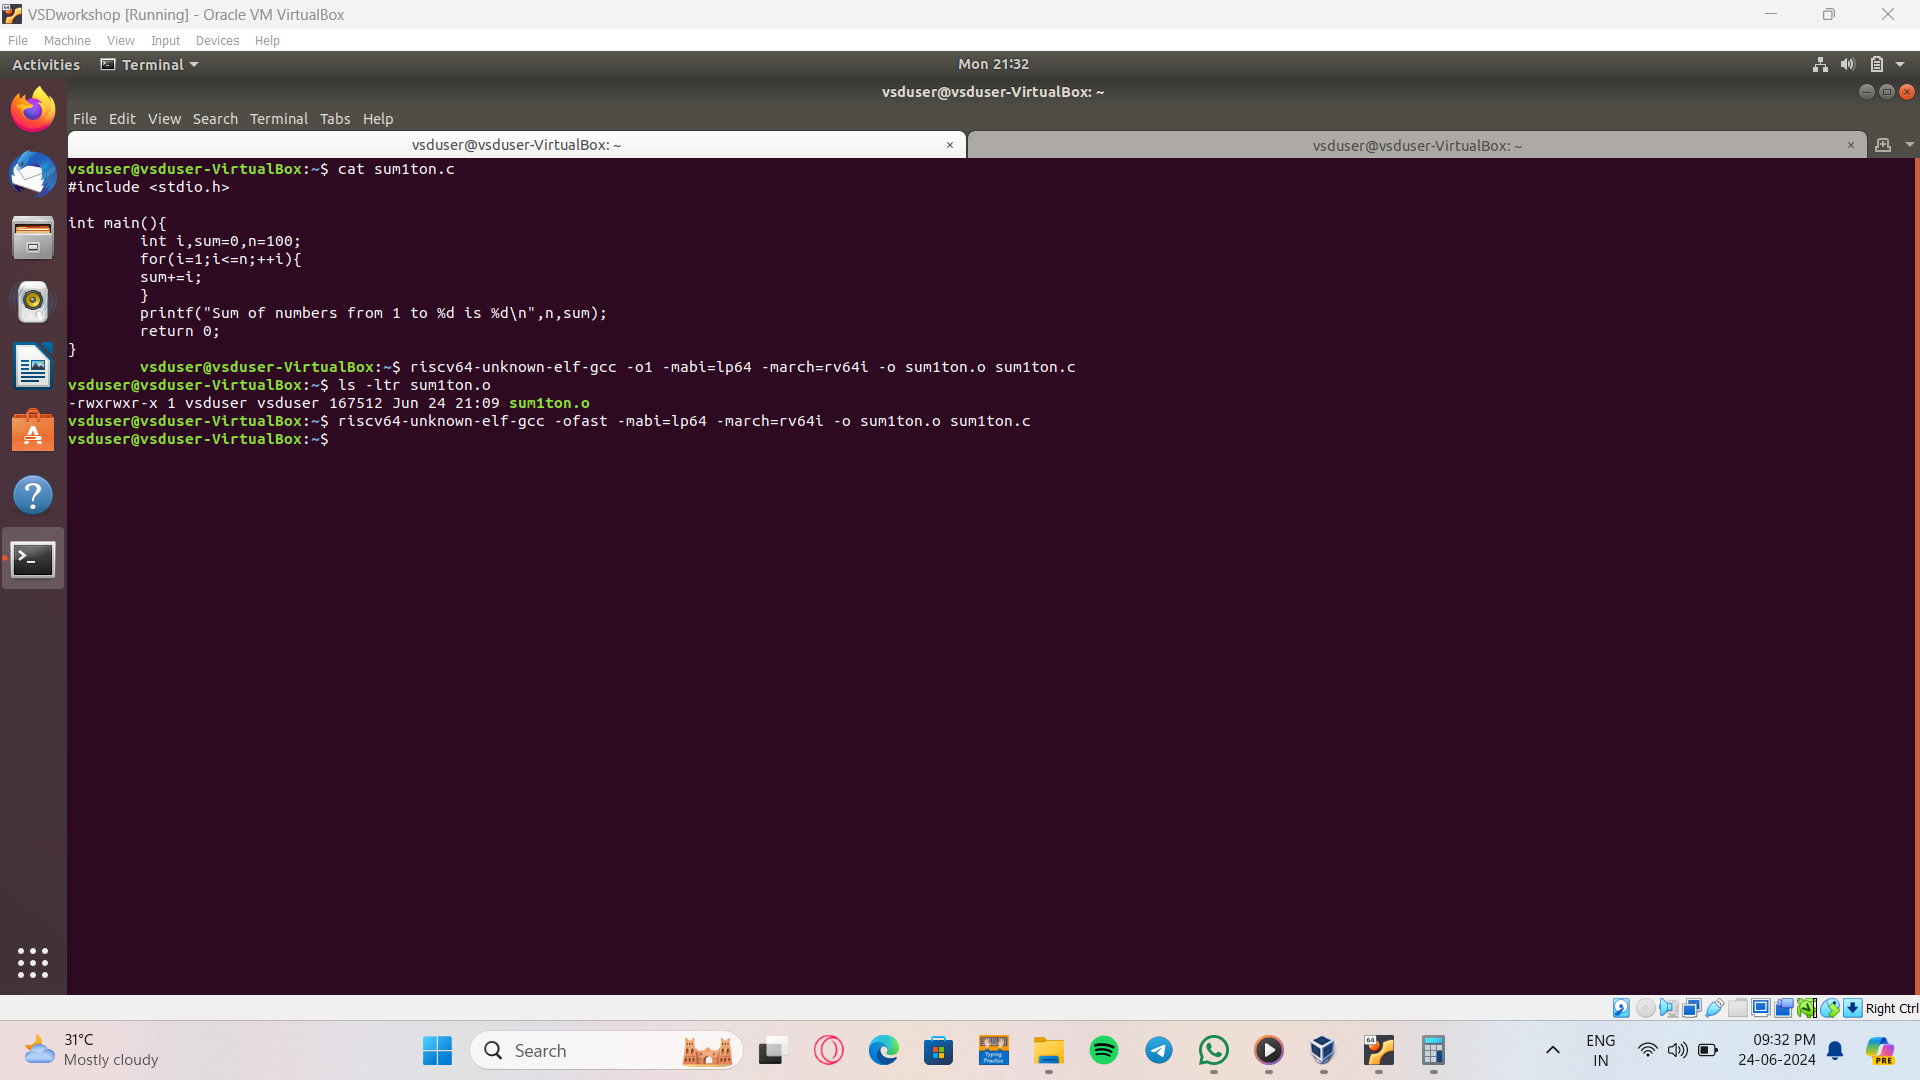 VSDworkshop [Running] - Oracle VM VirtualBox
File Machine View Input Devices Help
Activities Terminal Mon 21:32
vsduser@vsduser-VirtualBox: ~
File Edit View Search Terminal Tabs Help
vsduser@vsduser-VirtualBox: ~ × vsduser@vsduser-VirtualBox: ~ ×
vsduser@vsduser-VirtualBox:~$ cat sum1ton.c
#include <stdio.h>
int main(){
int i,sum=0,n=100;
for(i=1;i<=n;++i){
sum+=i;
}
printf("Sum of numbers from 1 to %d is %d\n",n,sum);
return 0;
}
vsduser@vsduser-VirtualBox:~$ riscv64-unknown-elf-gcc -o1 -mabi=lp64 -march=rv64i -o sum1ton.o sum1ton.c
vsduser@vsduser-VirtualBox:~$ ls -ltr sum1ton.o
-rwxrwxr-x 1 vsduser vsduser 167512 Jun 24 21:09 sum1ton.o
vsduser@vsduser-VirtualBox:~$ riscv64-unknown-elf-gcc -ofast -mabi=lp64 -march=rv64i -o sum1ton.o sum1ton.c
vsduser@vsduser-VirtualBox:~$
Right Ctrl
31°C
Mostly cloudy
Search
Typing Practice
64
ENG
IN
09:32 PM
24-06-2024
PRE